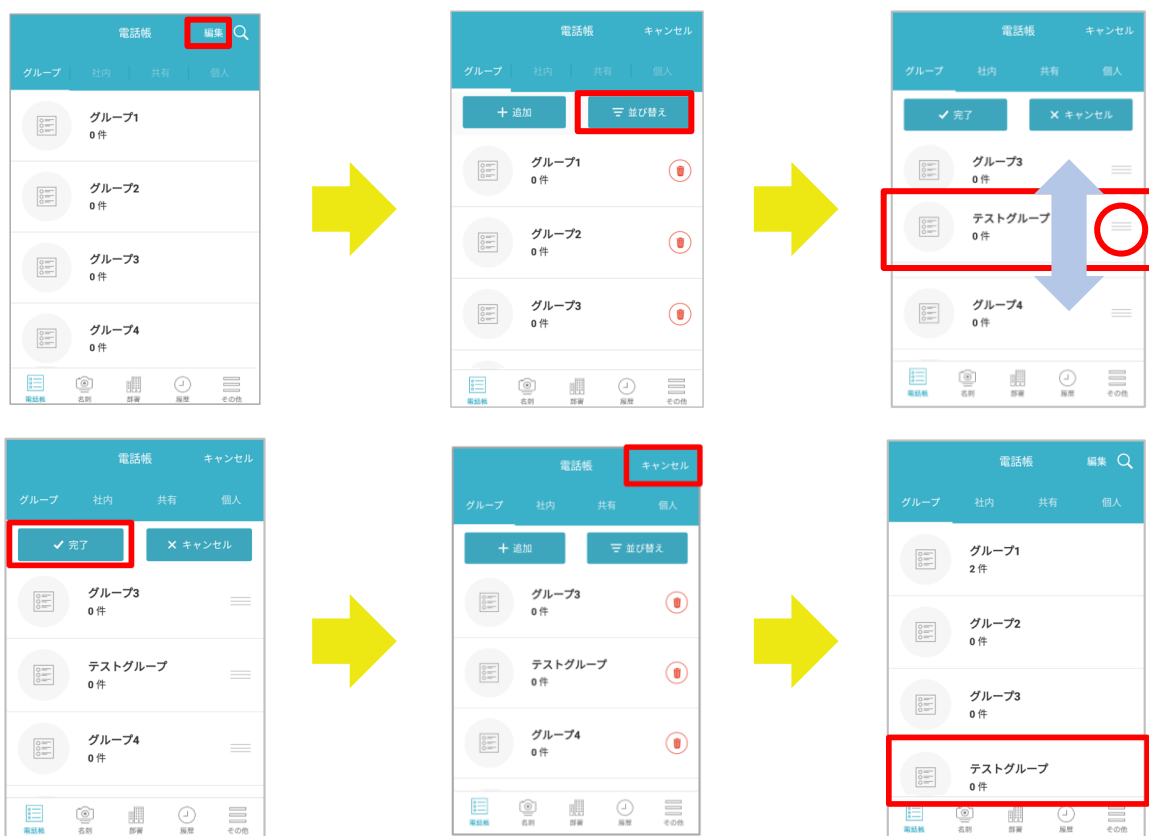 電話帳 編集
グループ 社内 共有 個人
グループ1
0 件
グループ2
0 件
グループ3
0 件
グループ4
0 件
電話帳 名刺 部署 履歴 その他
電話帳 キャンセル
グループ 社内 共有 個人
追加 並び替え
グループ1
0 件
グループ2
0 件
グループ3
0 件
電話帳 名刺 部署 履歴 その他
電話帳 キャンセル
グループ 社内 共有 個人
完了 キャンセル
グループ3
0 件
テストグループ
0 件
グループ4
0 件
電話帳 名刺 部署 履歴 その他
電話帳 キャンセル
グループ 社内 共有 個人
完了 キャンセル
グループ3
0 件
テストグループ
0 件
グループ4
0 件
電話帳 名刺 部署 履歴 その他
電話帳 キャンセル
グループ 社内 共有 個人
追加 並び替え
グループ3
0 件
テストグループ
0 件
グループ4
0 件
電話帳 名刺 部署 履歴 その他
電話帳 編集
グループ 社内 共有 個人
グループ1
2 件
グループ2
0 件
グループ3
0 件
テストグループ
0 件
電話帳 名刺 部署 履歴 その他